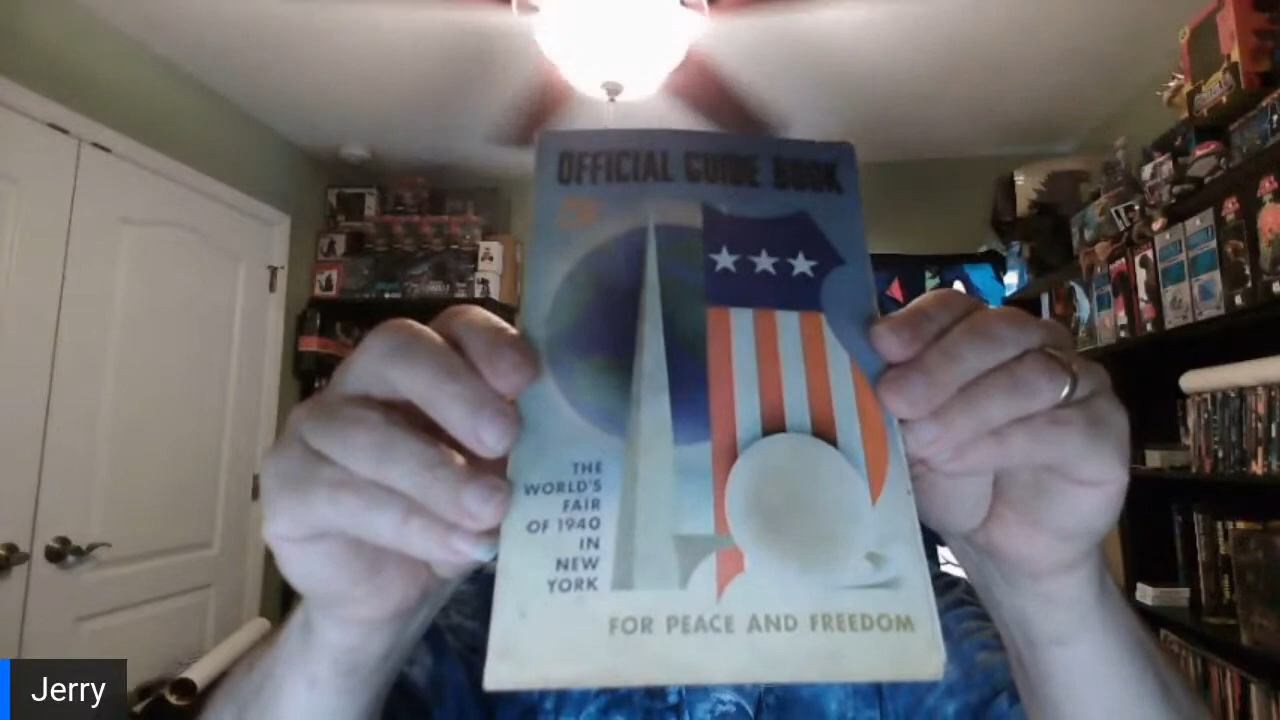 OFFICIAL GUIDE BOOK
THE
WORLD'S
FAIR
OF 1940
IN
NEW
YORK
FOR PEACE AND FREEDOM
Jerry